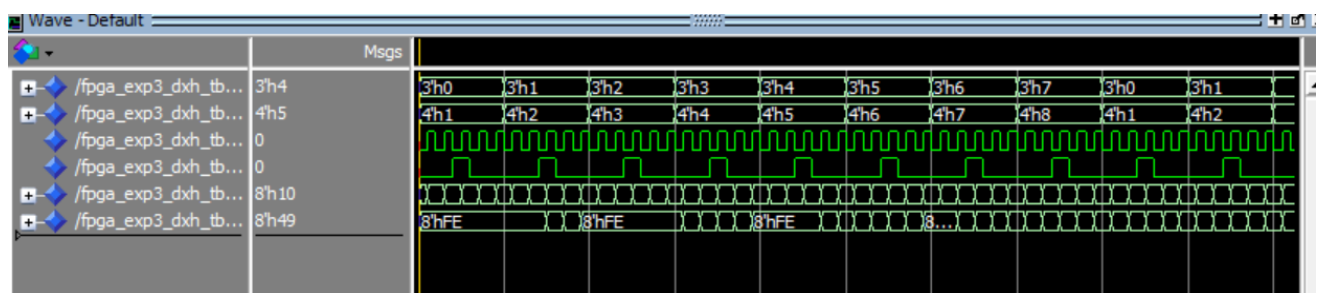 Wave - Default
Msgs
/fpga_exp3_dxh_tb... 3'h4 3'h0 3'h1 3'h2 3'h3 3'h4 3'h5 3'h6 3'h7 3'h0 3'h1
/fpga_exp3_dxh_tb... 4'h5 4'h1 4'h2 4'h3 4'h4 4'h5 4'h6 4'h7 4'h8 4'h1 4'h2
/fpga_exp3_dxh_tb... 0
/fpga_exp3_dxh_tb... 0
/fpga_exp3_dxh_tb... 8'h10
/fpga_exp3_dxh_tb... 8'h49 8'hFE 8'hFE 8'hFE 8...